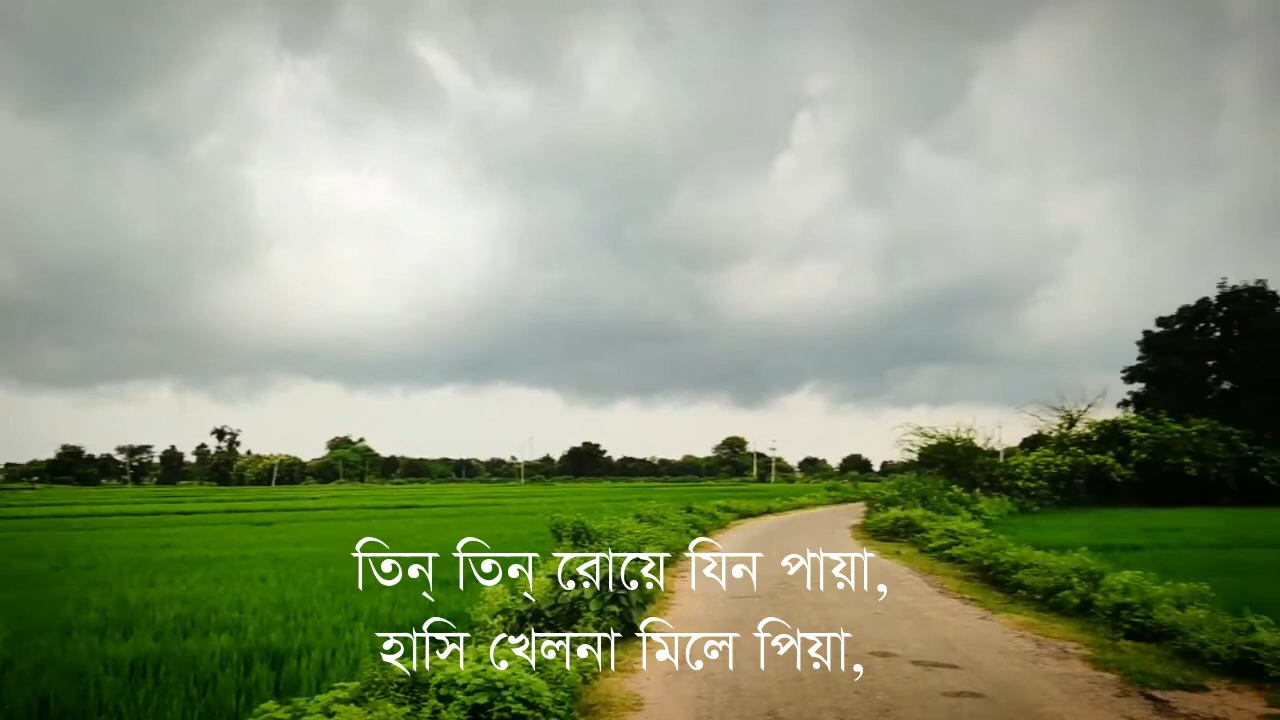 তিন্ তিন্ রোয়ে যিন পায়া,
হাসি খেলনা মিলে পিয়া,